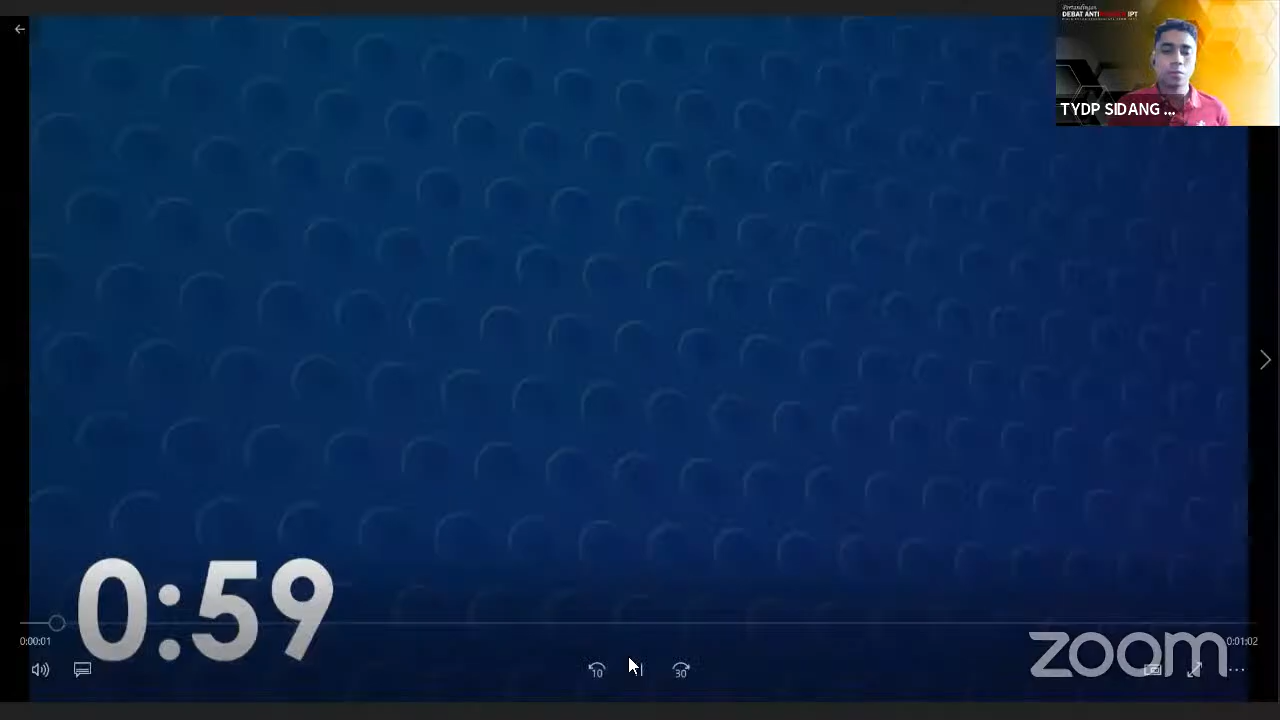 Pertandingan
DEBAT ANTI IPT
TYDP SIDANG ...
0:59
0:00:01
0:01:02
10
30
zoom